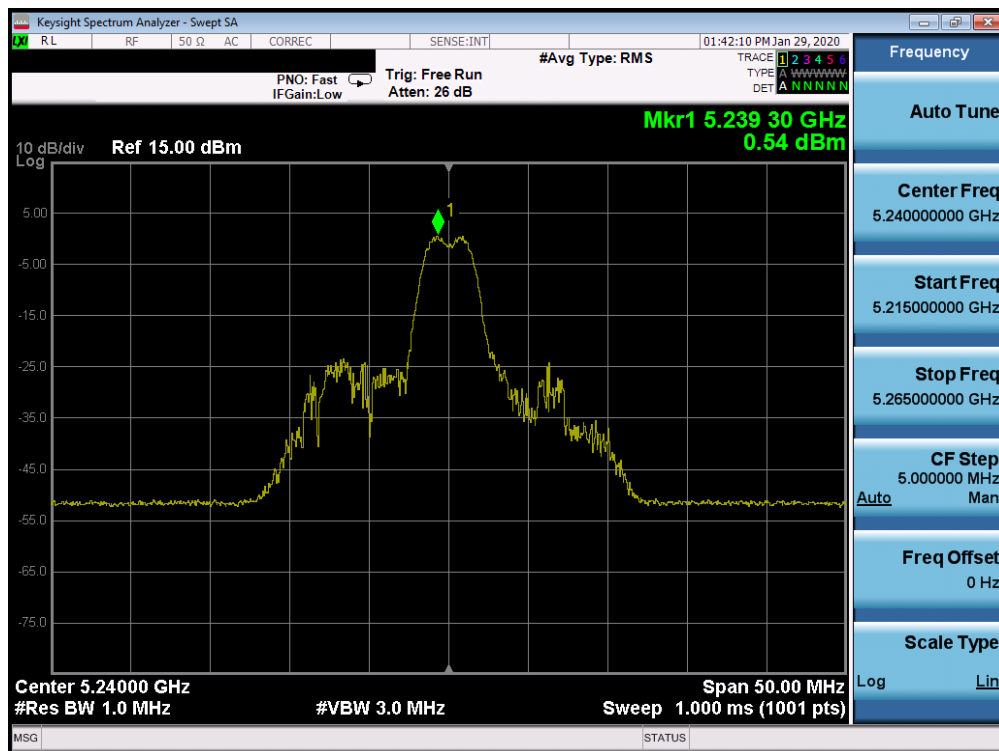 Keysight Spectrum Analyzer - Swept SA
LXI RL RF 50 Ω AC CORREC SENSE:INT 01:42:10 PM Jan 29, 2020
Frequency
#Avg Type: RMS
TRACE 1 2 3 4 5 6
PNO: Fast
Trig: Free Run
TYPE A WWWWW
IFGain:Low
Atten: 26 dB
DET A N N N N N
Auto Tune
Mkr1 5.239 30 GHz
0.54 dBm
10 dB/div
Ref 15.00 dBm
Log
Center Freq
5.240000000 GHz
1
5.00
-5.00
-15.0
-25.0
-35.0
-45.0
-55.0
-65.0
-75.0
Start Freq
5.215000000 GHz
Stop Freq
5.265000000 GHz
CF Step
5.000000 MHz
Auto Man
Freq Offset
0 Hz
Scale Type
Log Lin
Center 5.24000 GHz
Span 50.00 MHz
#Res BW 1.0 MHz
#VBW 3.0 MHz
Sweep 1.000 ms (1001 pts)
MSG
STATUS